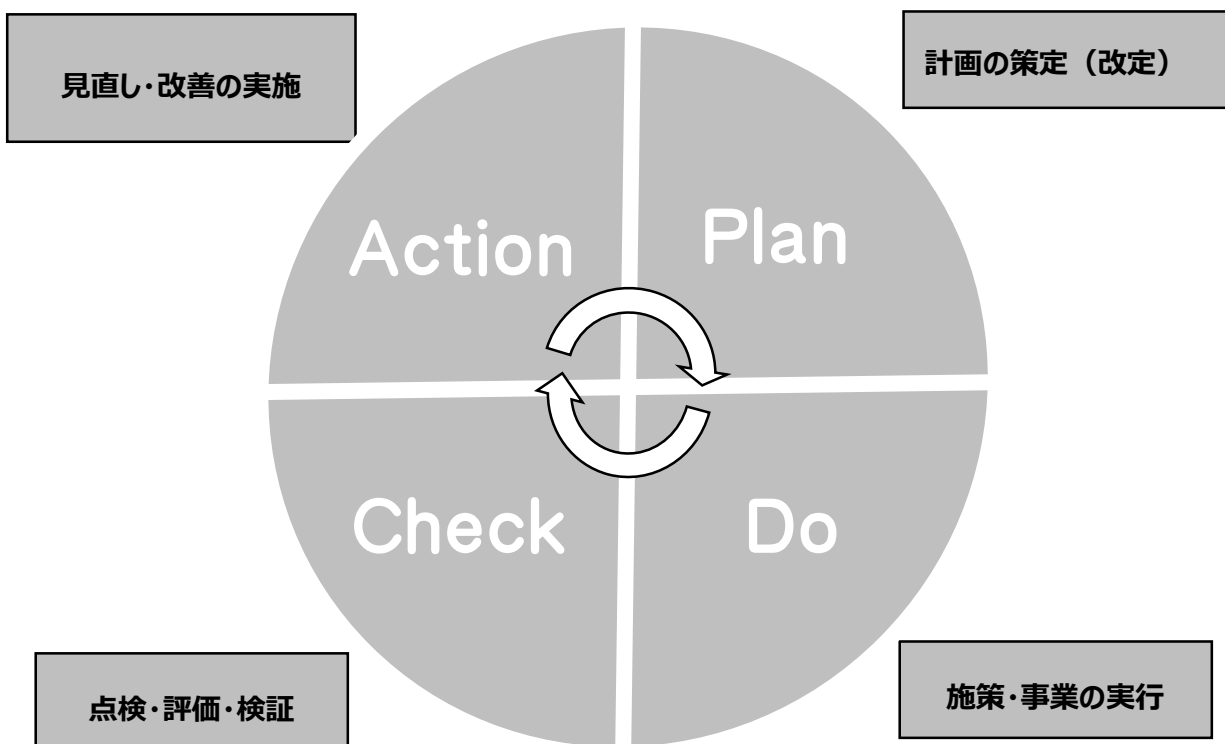 見直し・改善の実施
計画の策定（改定）
Action
Plan
Check
Do
点検・評価・検証
施策・事業の実行